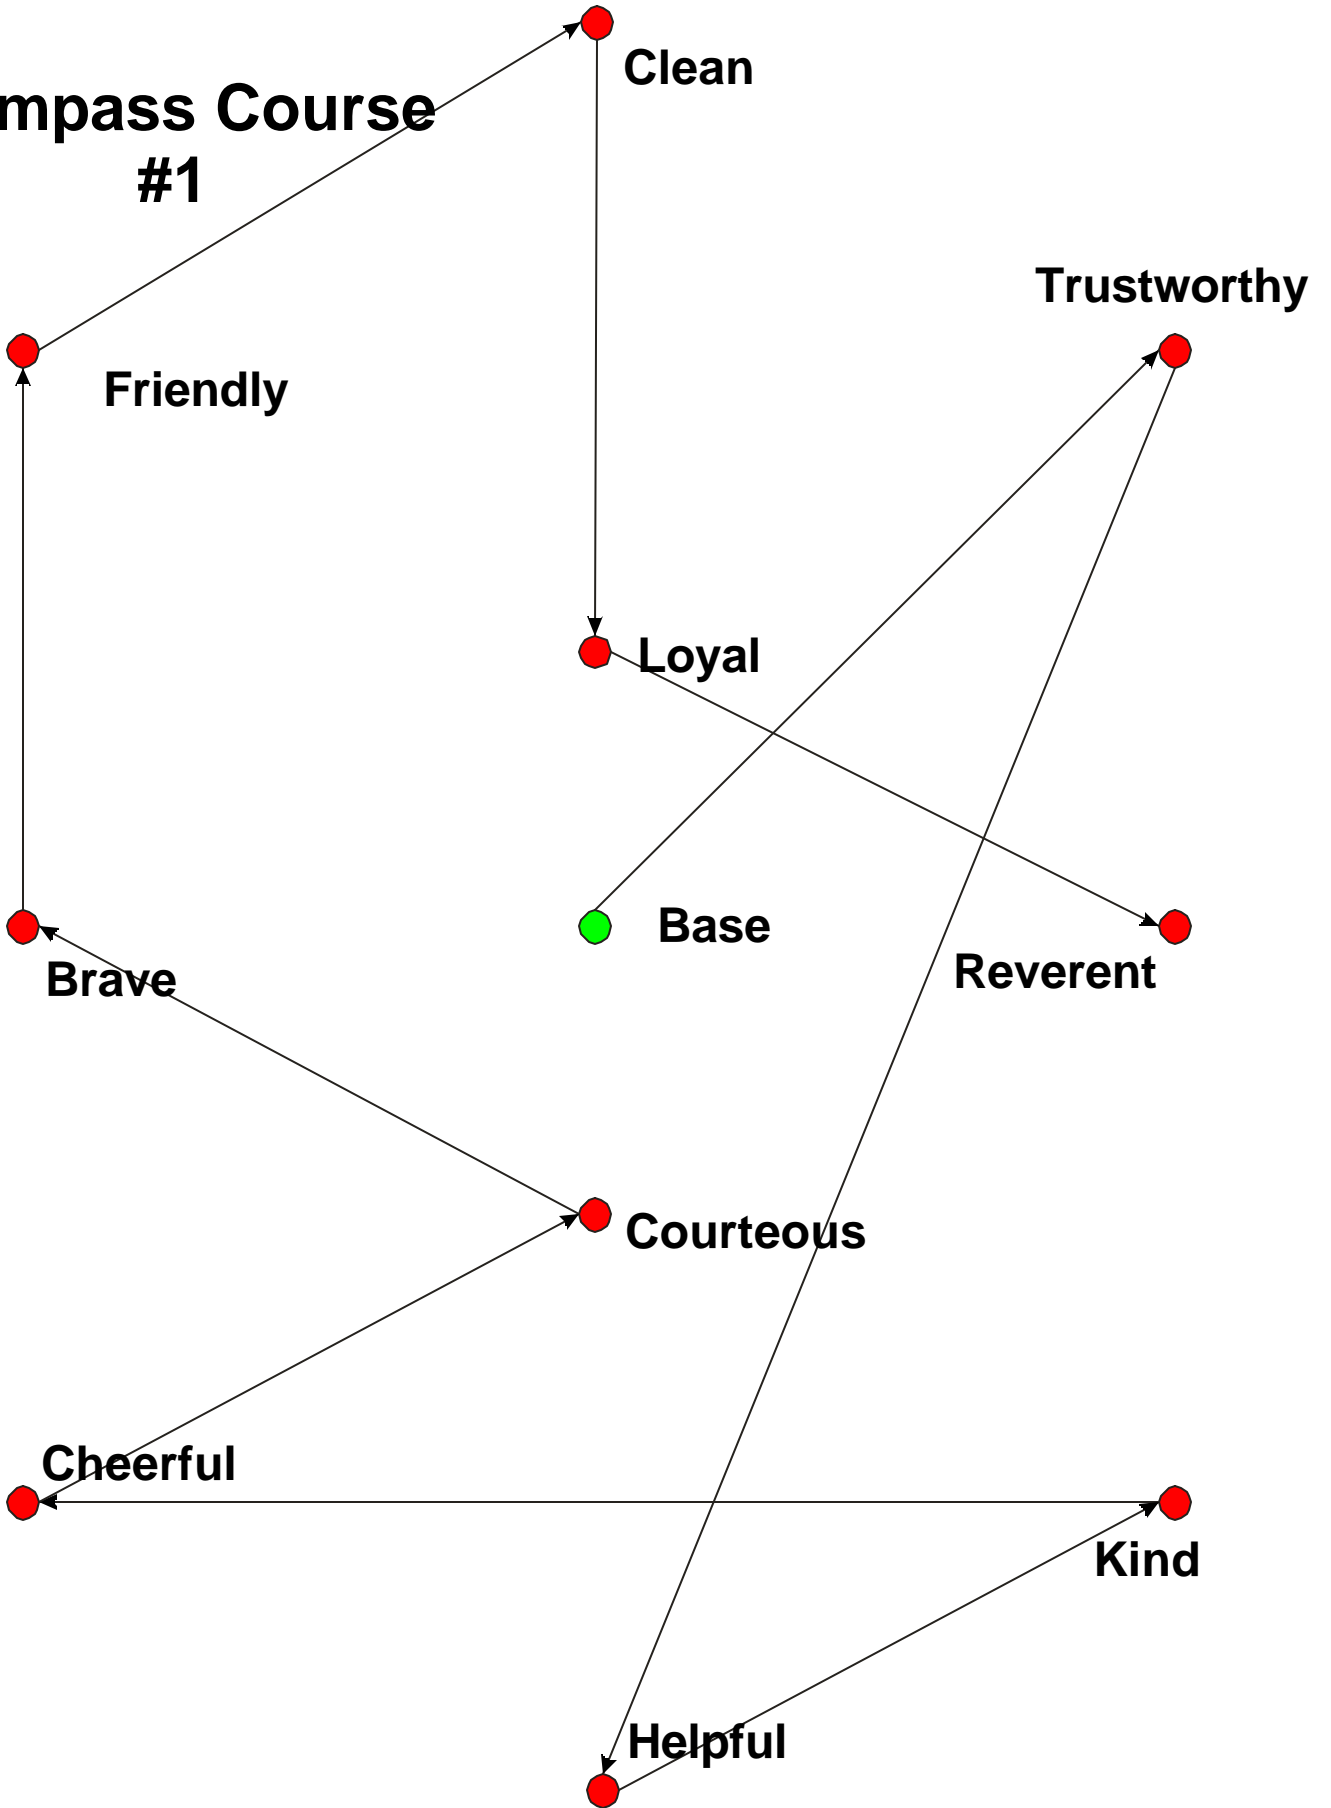 Clean
mpass Course
#1
Trustworthy
Friendly
Loyal
Base
Reverent
Brave
Courteous
Cheerful
Kind
Helpful